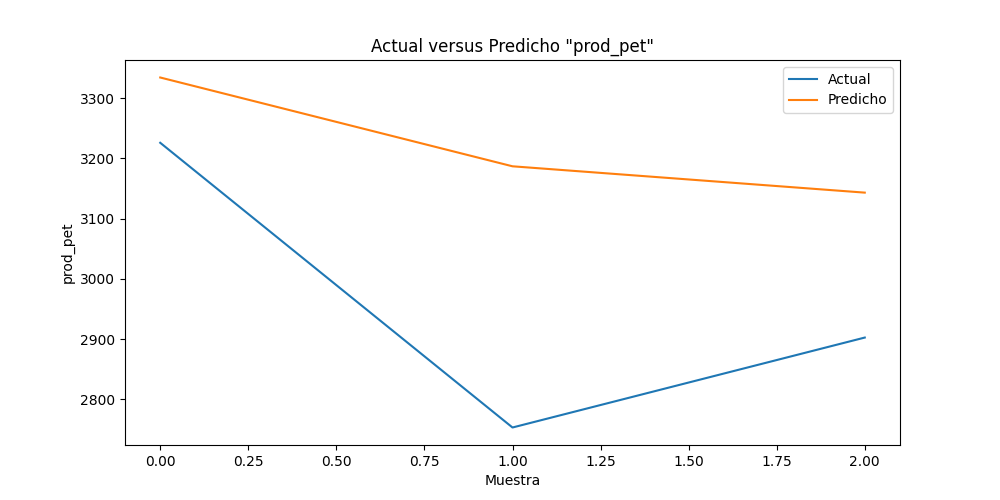 Actual versus Predicho "prod_pet"
Actual
Predicho
prod_pet
3300
3200
3100
3000
2900
2800
0.00 0.25 0.50 0.75 1.00 1.25 1.50 1.75 2.00
Muestra